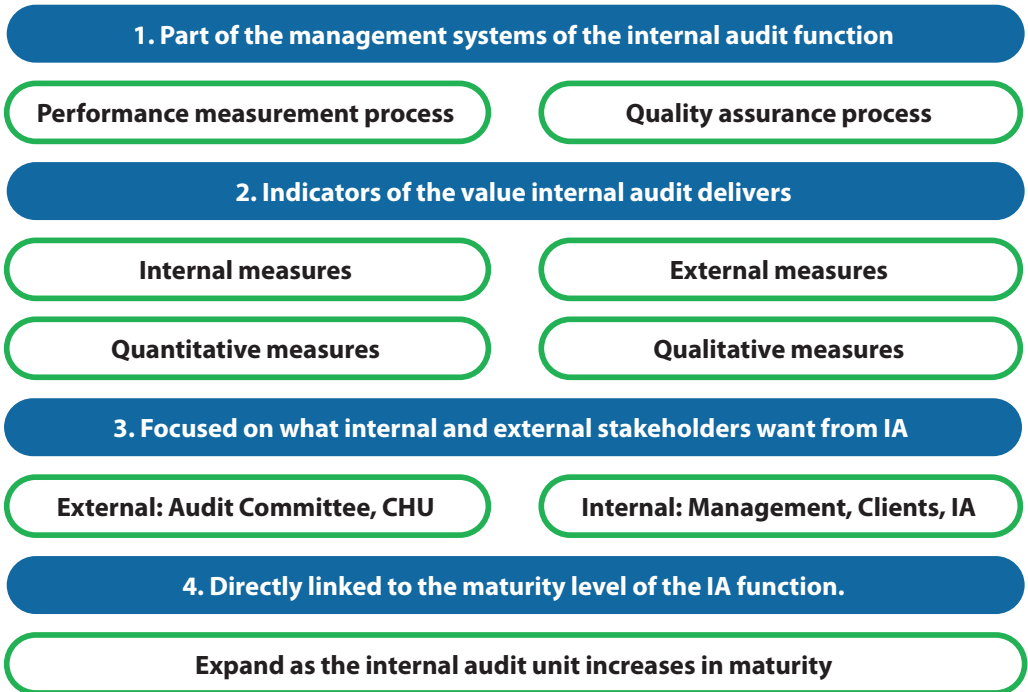 1. Part of the management systems of the internal audit function
Performance measurement process
Quality assurance process
2. Indicators of the value internal audit delivers
Internal measures
External measures
Quantitative measures
Qualitative measures
3. Focused on what internal and external stakeholders want from IA
External: Audit Committee, CHU
Internal: Management, Clients, IA
4. Directly linked to the maturity level of the IA function.
Expand as the internal audit unit increases in maturity